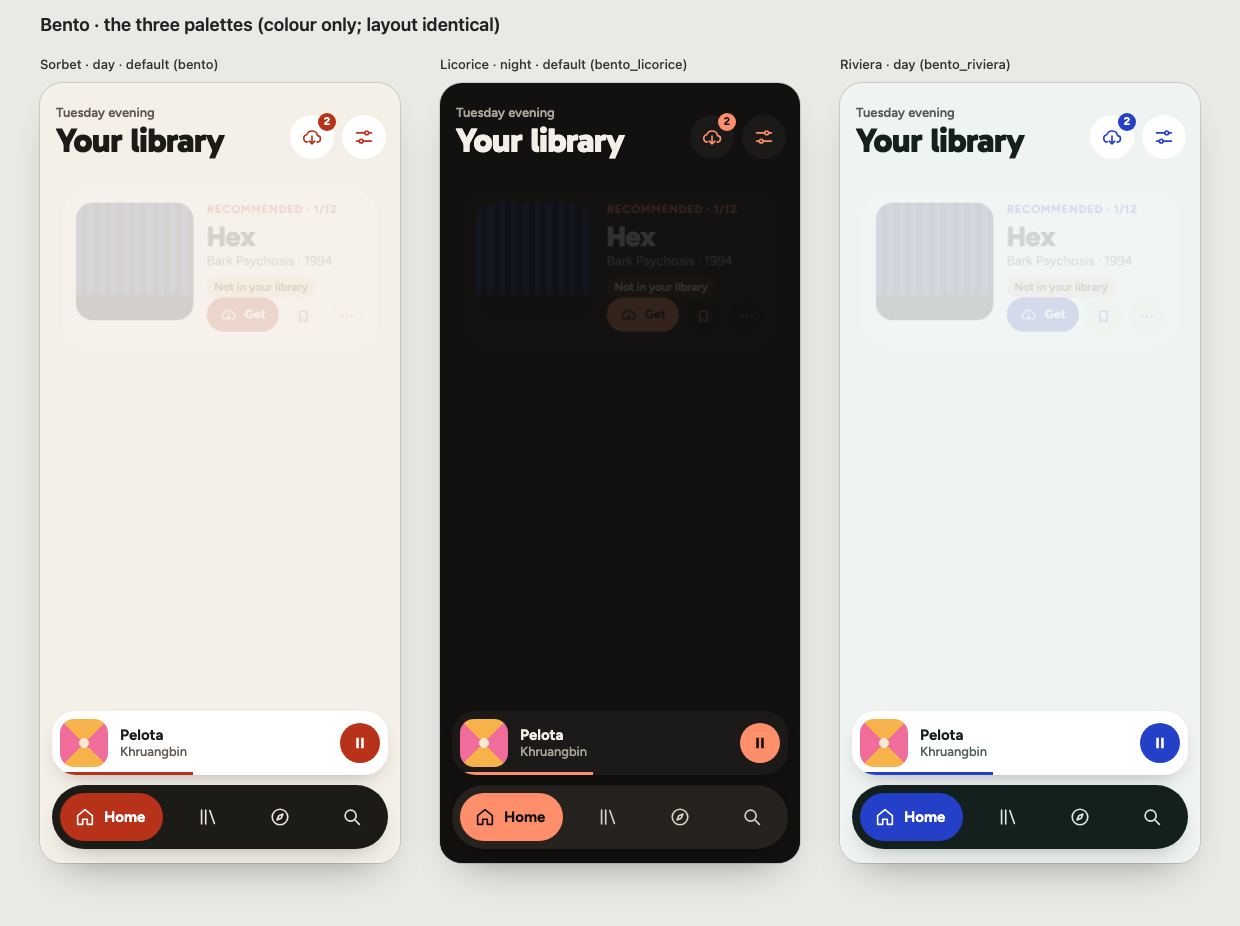 Bento · the three palettes (colour only; layout identical)
Sorbet · day · default (bento)
Tuesday evening
Your library
2
RECOMMENDED · 1/12
Hex
Bark Psychosis · 1994
Not in your library
Get
Pelota
Khruangbin
Home
Licorice · night · default (bento_licorice)
Tuesday evening
Your library
2
RECOMMENDED · 1/12
Hex
Bark Psychosis · 1994
Not in your library
Get
Pelota
Khruangbin
Home
Riviera · day (bento_riviera)
Tuesday evening
Your library
2
RECOMMENDED · 1/12
Hex
Bark Psychosis · 1994
Not in your library
Get
Pelota
Khruangbin
Home